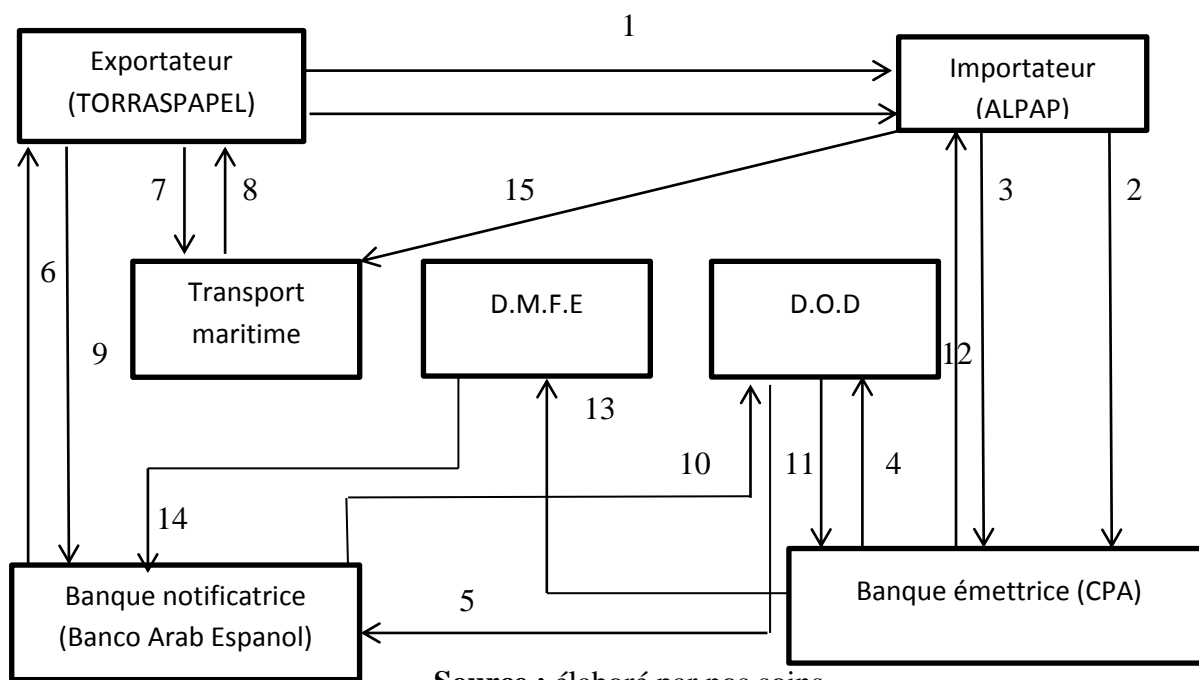 1
Exportateur
(TORRASPAPEL)
Importateur
(ALPAP)
7
8
15
3
2
6
Transport
maritime
D.M.F.E
D.O.D
9
12
13
10
11
4
14
5
Banque notificatrice
(Banco Arab Espanol)
Banque émettrice (CPA)
Source : élaboré par nos soins